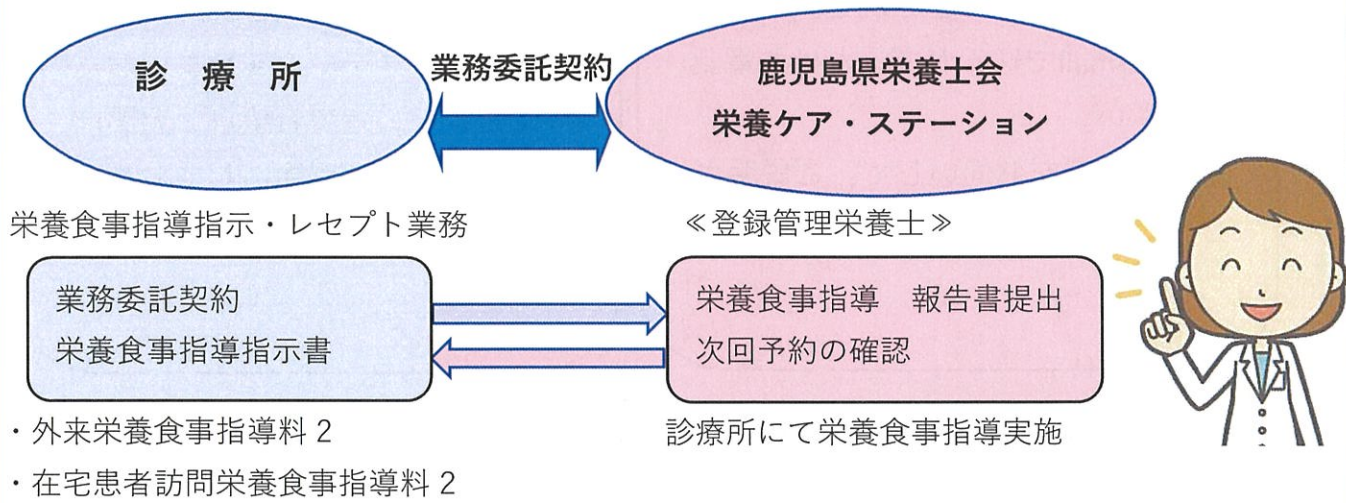 診 療 所
業務委託契約
鹿児島県栄養士会
栄養ケア・ステーション
栄養食事指導指示・レセプト業務
≪登録管理栄養士≫
業務委託契約
栄養食事指導指示書
栄養食事指導 報告書提出
次回予約の確認
・外来栄養食事指導料 2
・在宅患者訪問栄養食事指導料 2
診療所にて栄養食事指導実施